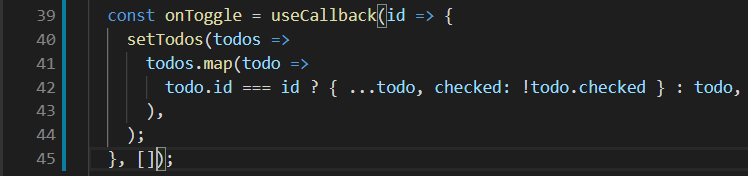 39 const onToggle = useCallback(id => {
40 setTodos(todos =>
41 todos.map(todo =>
42 todo.id === id ? { ...todo, checked: !todo.checked } : todo,
43 ),
44 );
45 }, []);